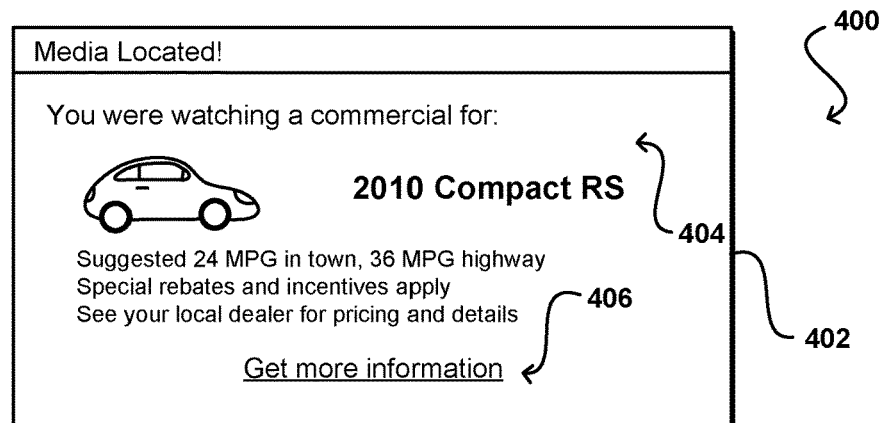 400
Media Located!
You were watching a commercial for:
2010 Compact RS
404
Suggested 24 MPG in town, 36 MPG highway
Special rebates and incentives apply
406
See your local dealer for pricing and details
402
Get more information